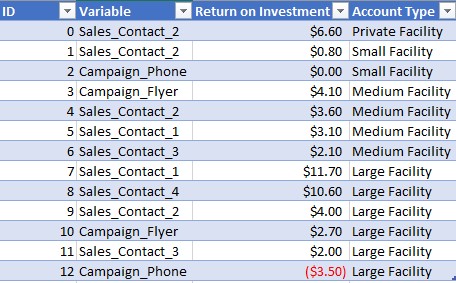 ID Variable Return on Investment Account Type
0 Sales_Contact_2 $6.60 Private Facility
1 Sales_Contact_2 $0.80 Small Facility
2 Campaign_Phone $0.00 Small Facility
3 Campaign_Flyer $4.10 Medium Facility
4 Sales_Contact_2 $3.60 Medium Facility
5 Sales_Contact_1 $3.10 Medium Facility
6 Sales_Contact_3 $2.10 Medium Facility
7 Sales_Contact_1 $11.70 Large Facility
8 Sales_Contact_4 $10.60 Large Facility
9 Sales_Contact_2 $4.00 Large Facility
10 Campaign_Flyer $2.70 Large Facility
11 Sales_Contact_3 $2.00 Large Facility
12 Campaign_Phone ($3.50) Large Facility